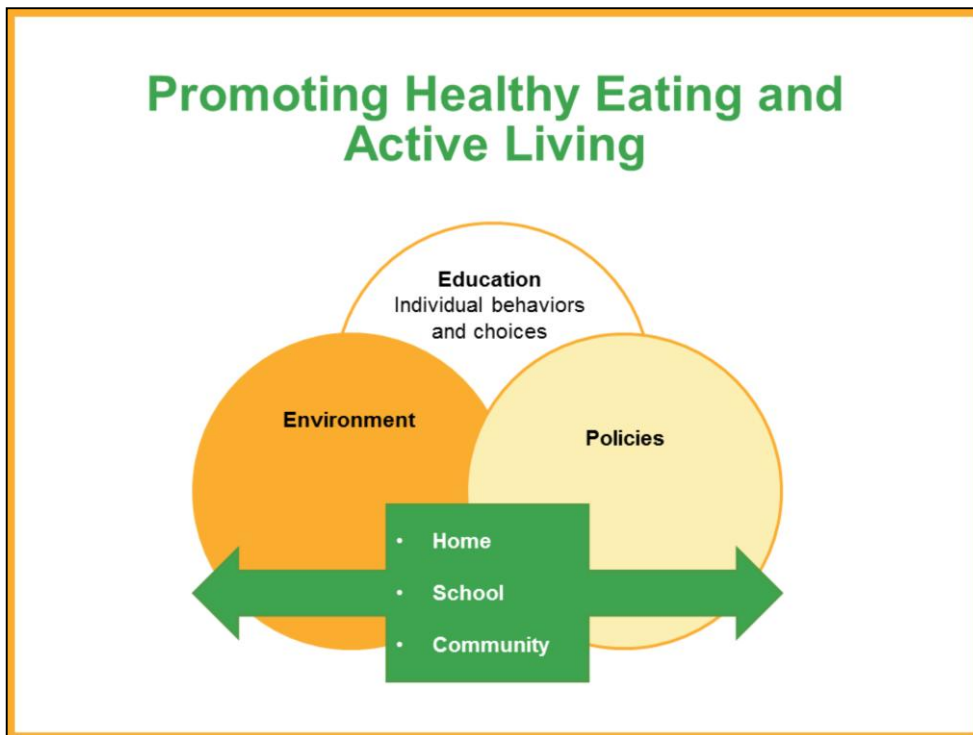 Promoting Healthy Eating and
Active Living
Education
Individual behaviors
and choices
Environment
Policies
• Home
• School
• Community